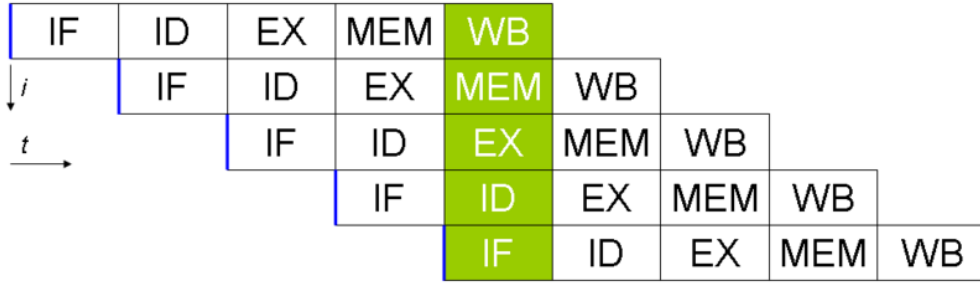 IF ID EX MEM WB
i IF ID EX MEM WB
t IF ID EX MEM WB
IF ID EX MEM WB
IF ID EX MEM WB